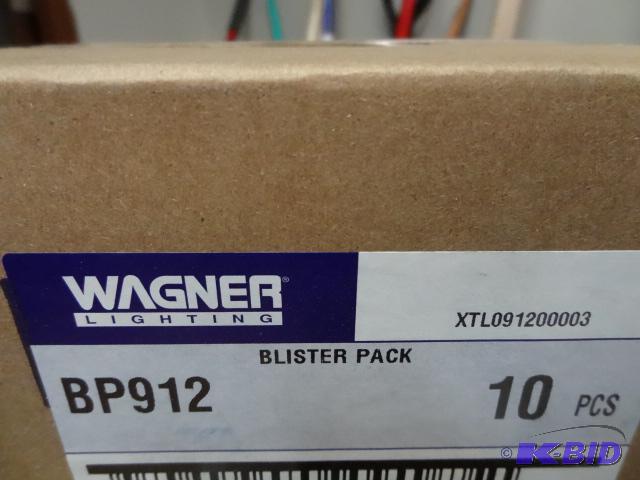 WAGNER®
LIGHTING
XTL091200003
BLISTER PACK
BP912
10 PCS
© K-BID